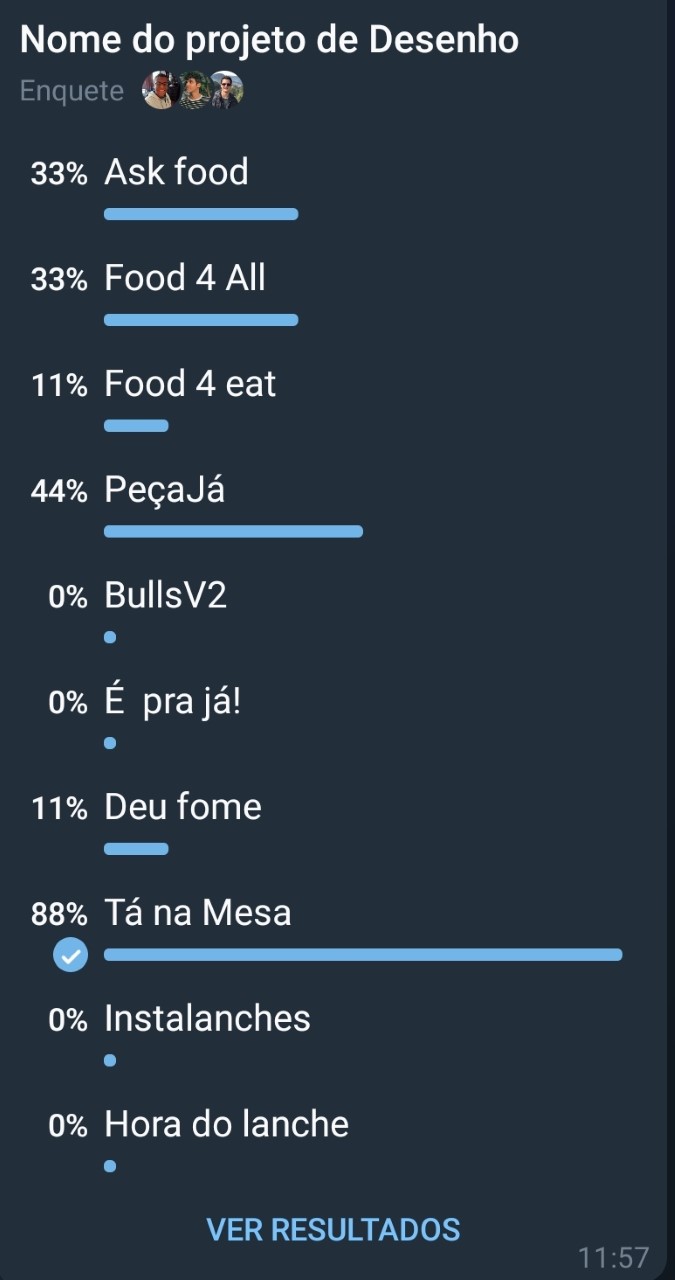 Nome do projeto de Desenho
Enquete
33% Ask food
33% Food 4 All
11% Food 4 eat
44% PeçaJá
0% BullsV2
0% É  pra já!
11% Deu fome
88% Tá na Mesa
0% Instalanches
0% Hora do lanche
VER RESULTADOS
11:57